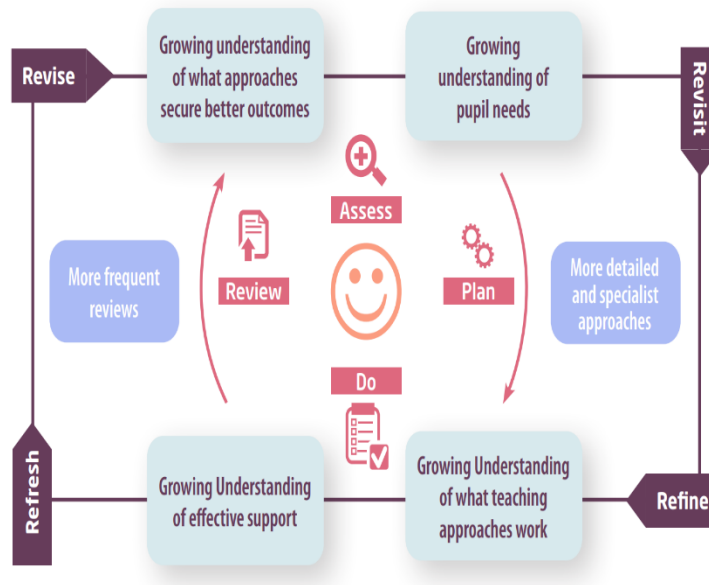 Revise
Growing understanding
of what approaches
secure better outcomes
Growing
understanding of
pupil needs
Revisit
Assess
More frequent
reviews
Review
Plan
More detailed
and specialist
approaches
Do
Refresh
Growing Understanding
of effective support
Growing Understanding
of what teaching
approaches work
Refine